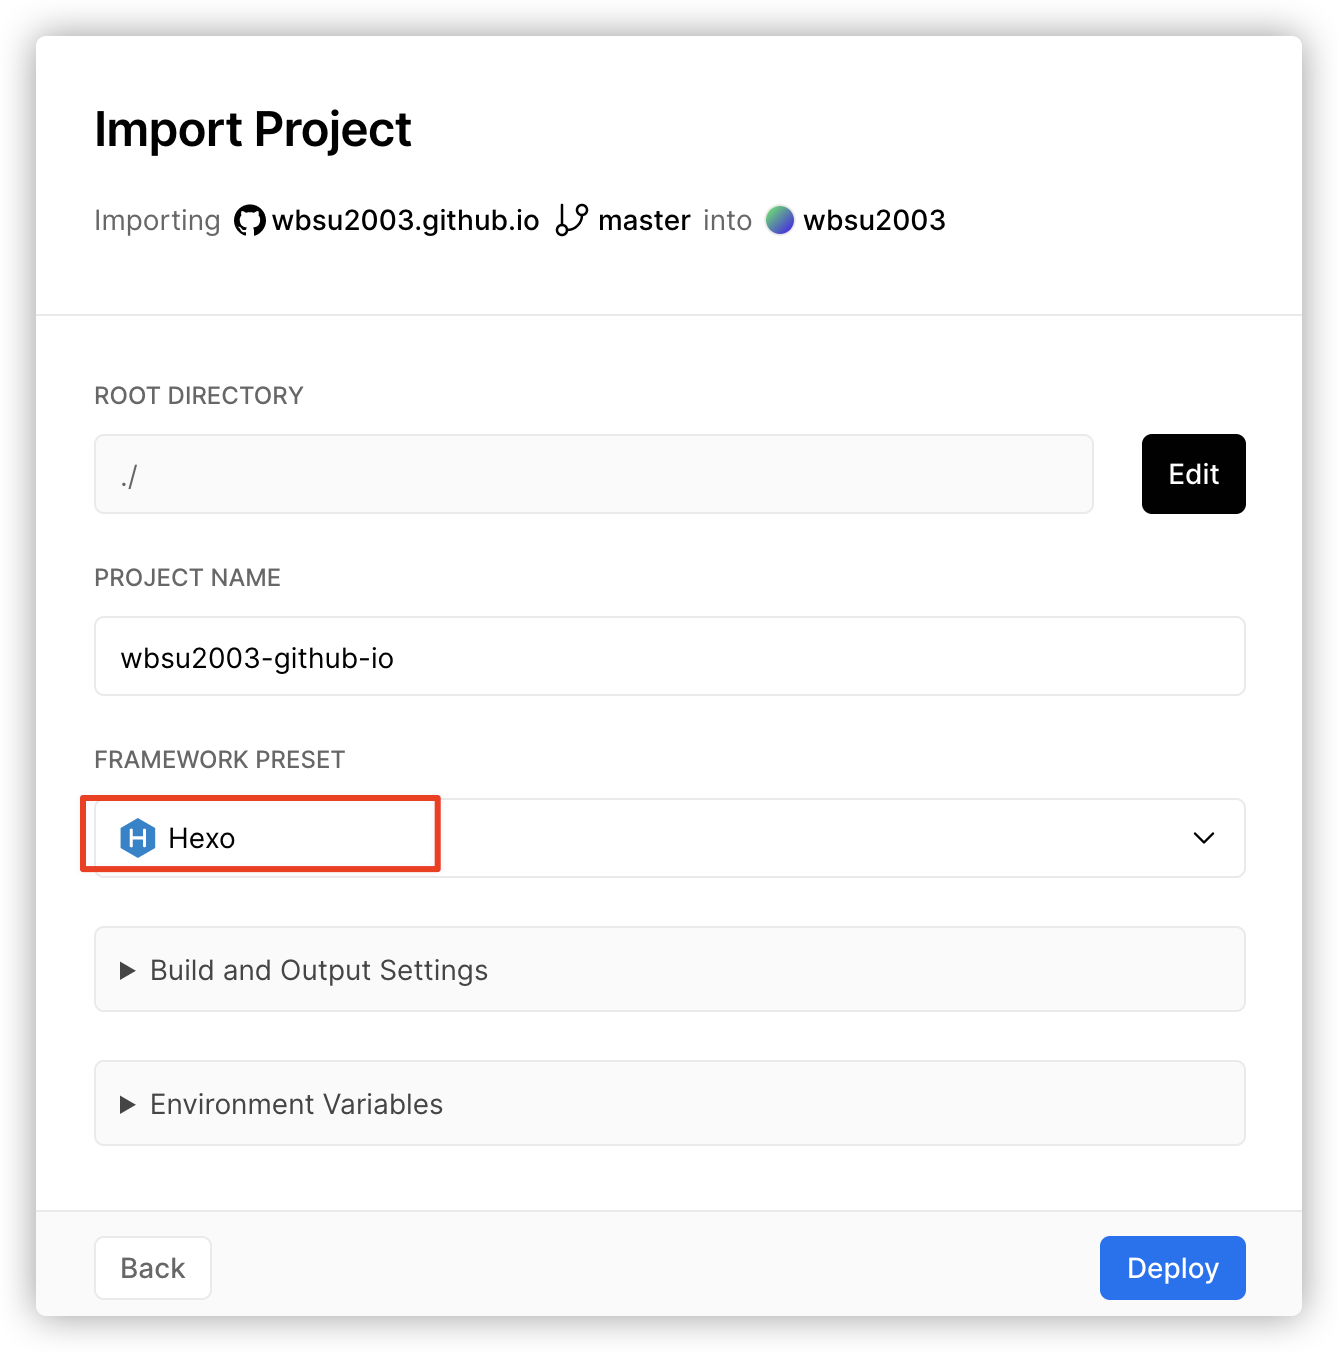 Import Project
Importing wbsu2003.github.io master into wbsu2003
ROOT DIRECTORY
./
Edit
PROJECT NAME
wbsu2003-github-io
FRAMEWORK PRESET
H Hexo
Build and Output Settings
Environment Variables
Back
Deploy